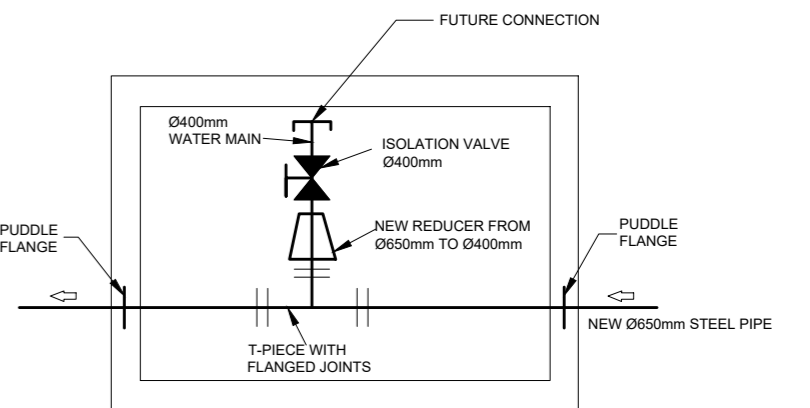 FUTURE CONNECTION
Ø400mm
WATER MAIN
ISOLATION VALVE
Ø400mm
NEW REDUCER FROM
Ø650mm TO Ø400mm
PUDDLE
FLANGE
PUDDLE
FLANGE
NEW Ø650mm STEEL PIPE
T-PIECE WITH
FLANGED JOINTS